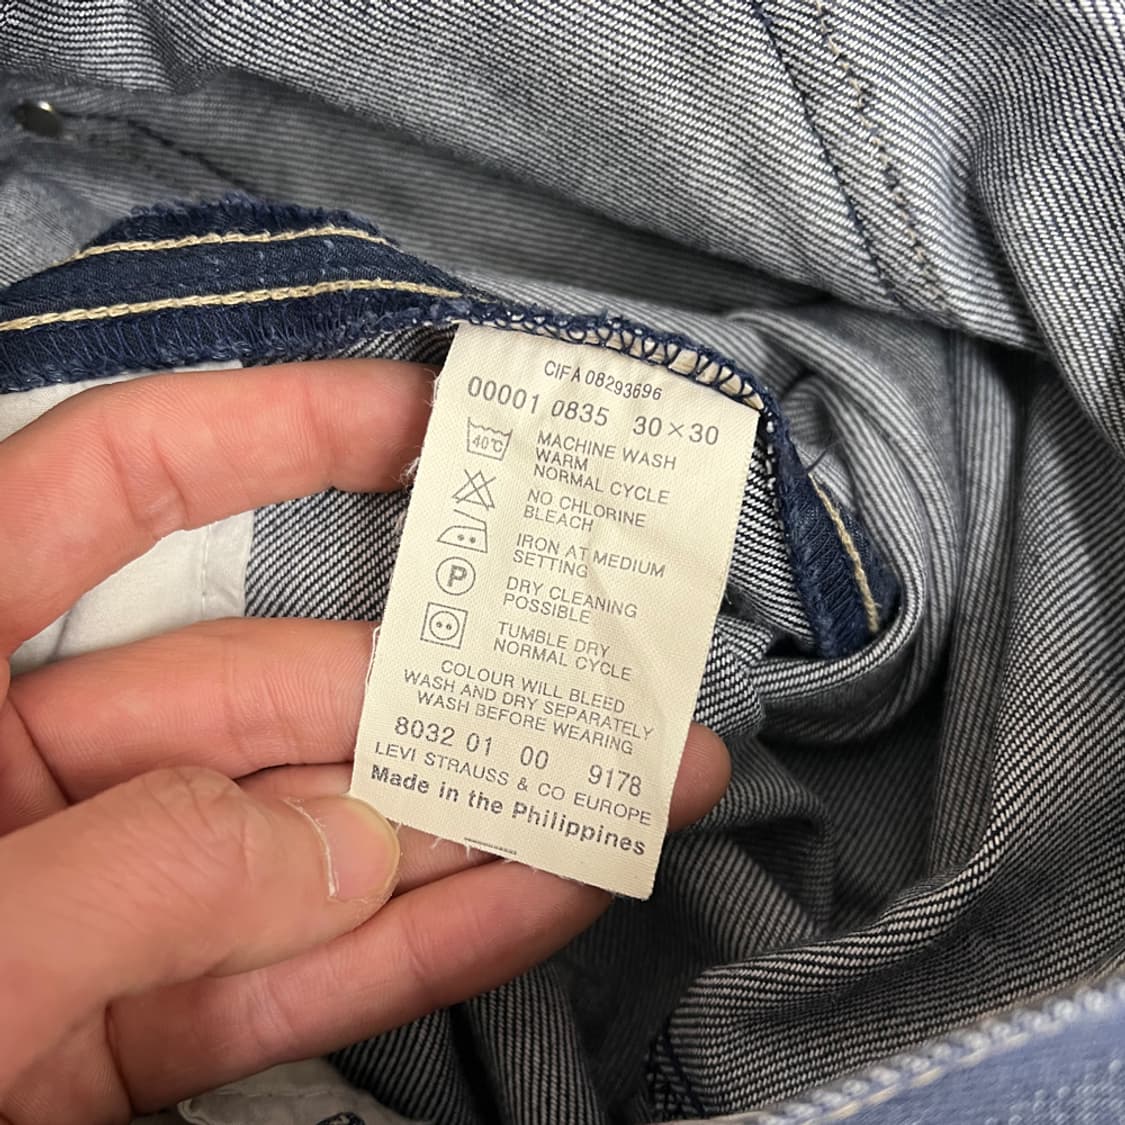 CIFA 08293696
00001 0835 30×30
40°C MACHINE WASH
WARM
NORMAL CYCLE
NO CHLORINE
BLEACH
IRON AT MEDIUM
SETTING
P DRY CLEANING
POSSIBLE
TUMBLE DRY
NORMAL CYCLE
COLOUR WILL BLEED
WASH AND DRY SEPARATELY
WASH BEFORE WEARING
8032 01 00 9178
LEVI STRAUSS & CO EUROPE
Made in the Philippines